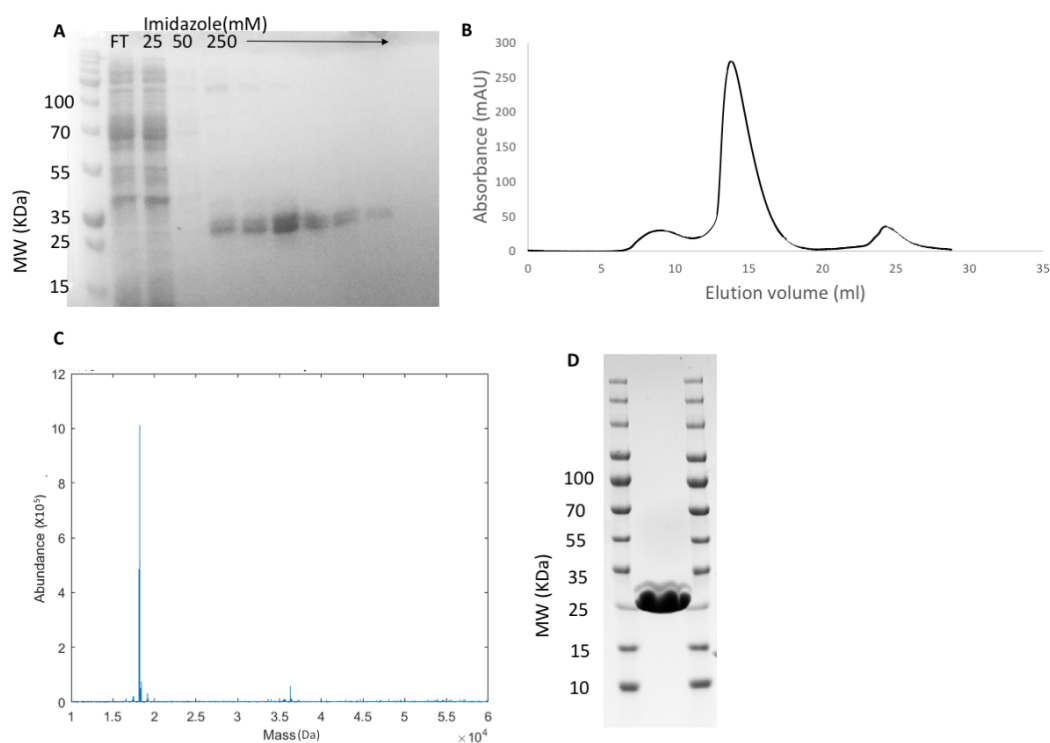 A
Imidazole(mM)
FT 25 50 250
100
70
55
35
25
15
MW (KDa)
B
300
250
200
150
100
50
0
0 5 10 15 20 25 30 35
Absorbance (mAU)
Elution volume (ml)
C
12
10
8
6
4
2
0
1 1.5 2 2.5 3 3.5 4 4.5 5 5.5 6
Abundance (X10⁵)
Mass(Da)
×10⁴
D
100
70
55
35
25
15
10
MW (KDa)